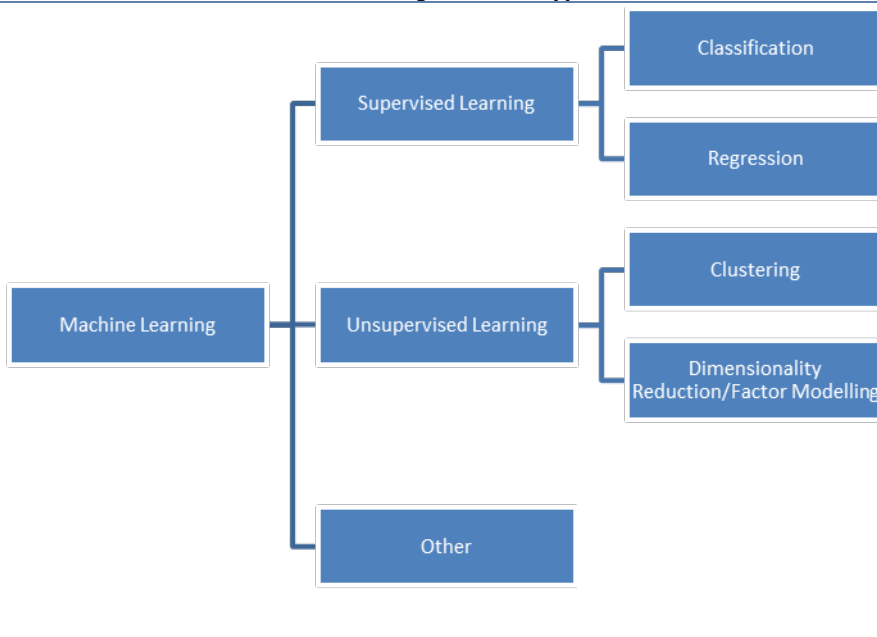 Classification
Supervised Learning
Regression
Clustering
Machine Learning
Unsupervised Learning
Dimensionality
Reduction/Factor Modelling
Other